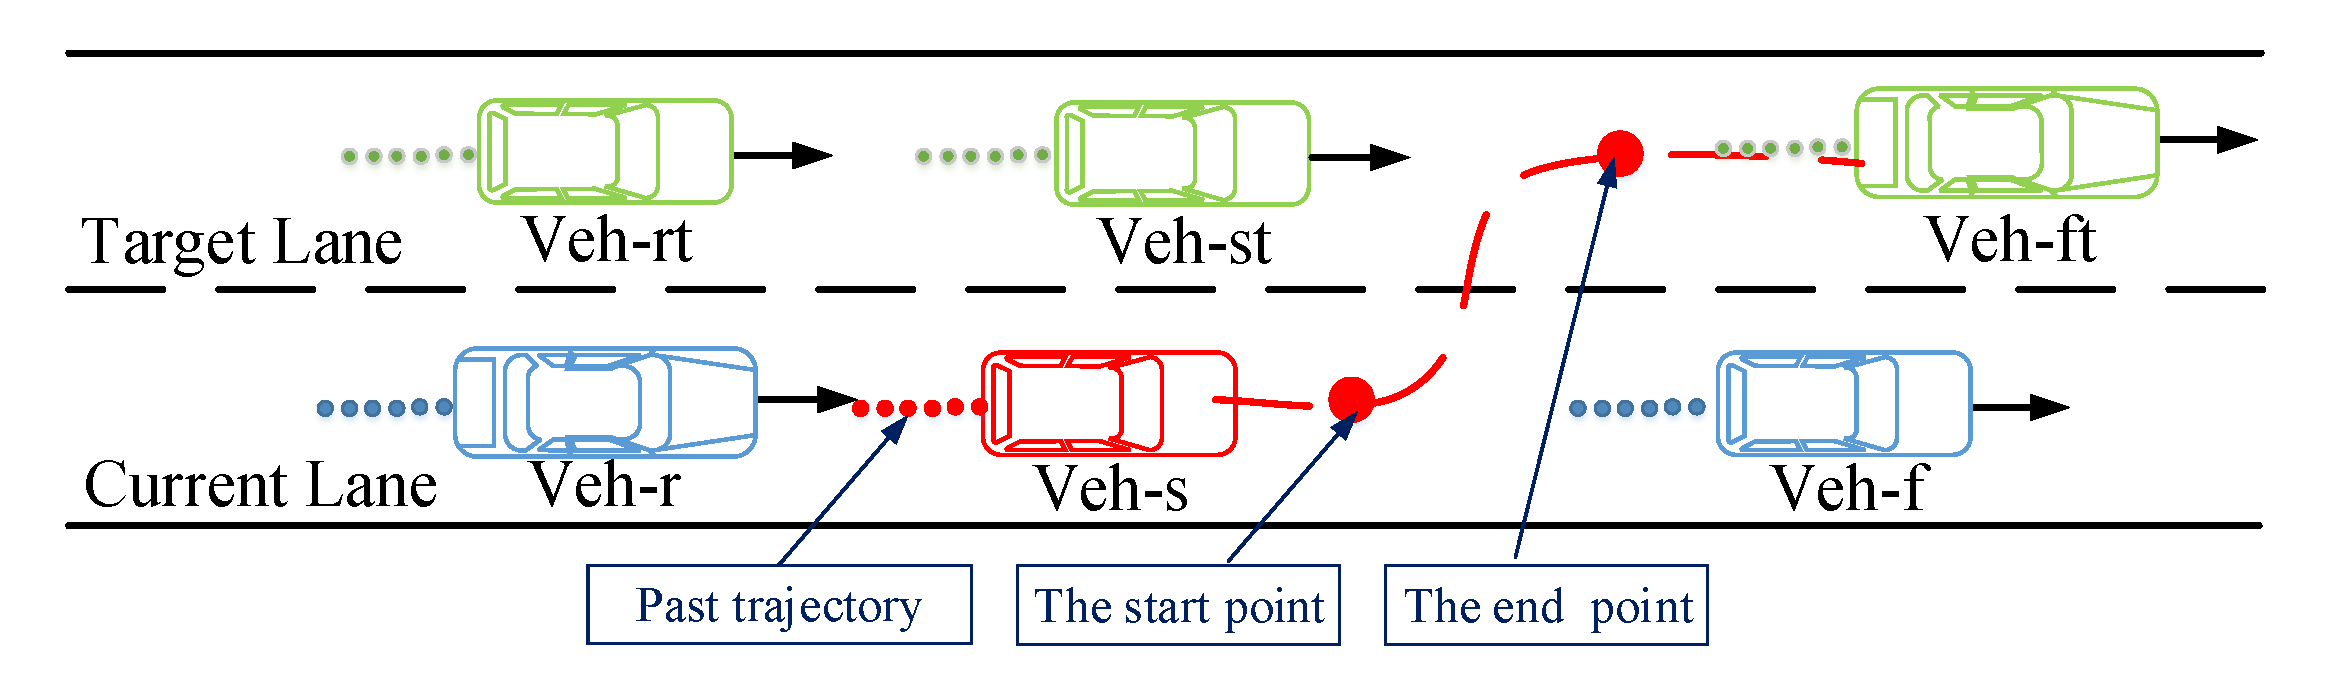 Veh-rt
Veh-st
Veh-ft
Target Lane
Veh-r
Veh-s
Veh-f
Current Lane
Past trajectory
The start point
The end point